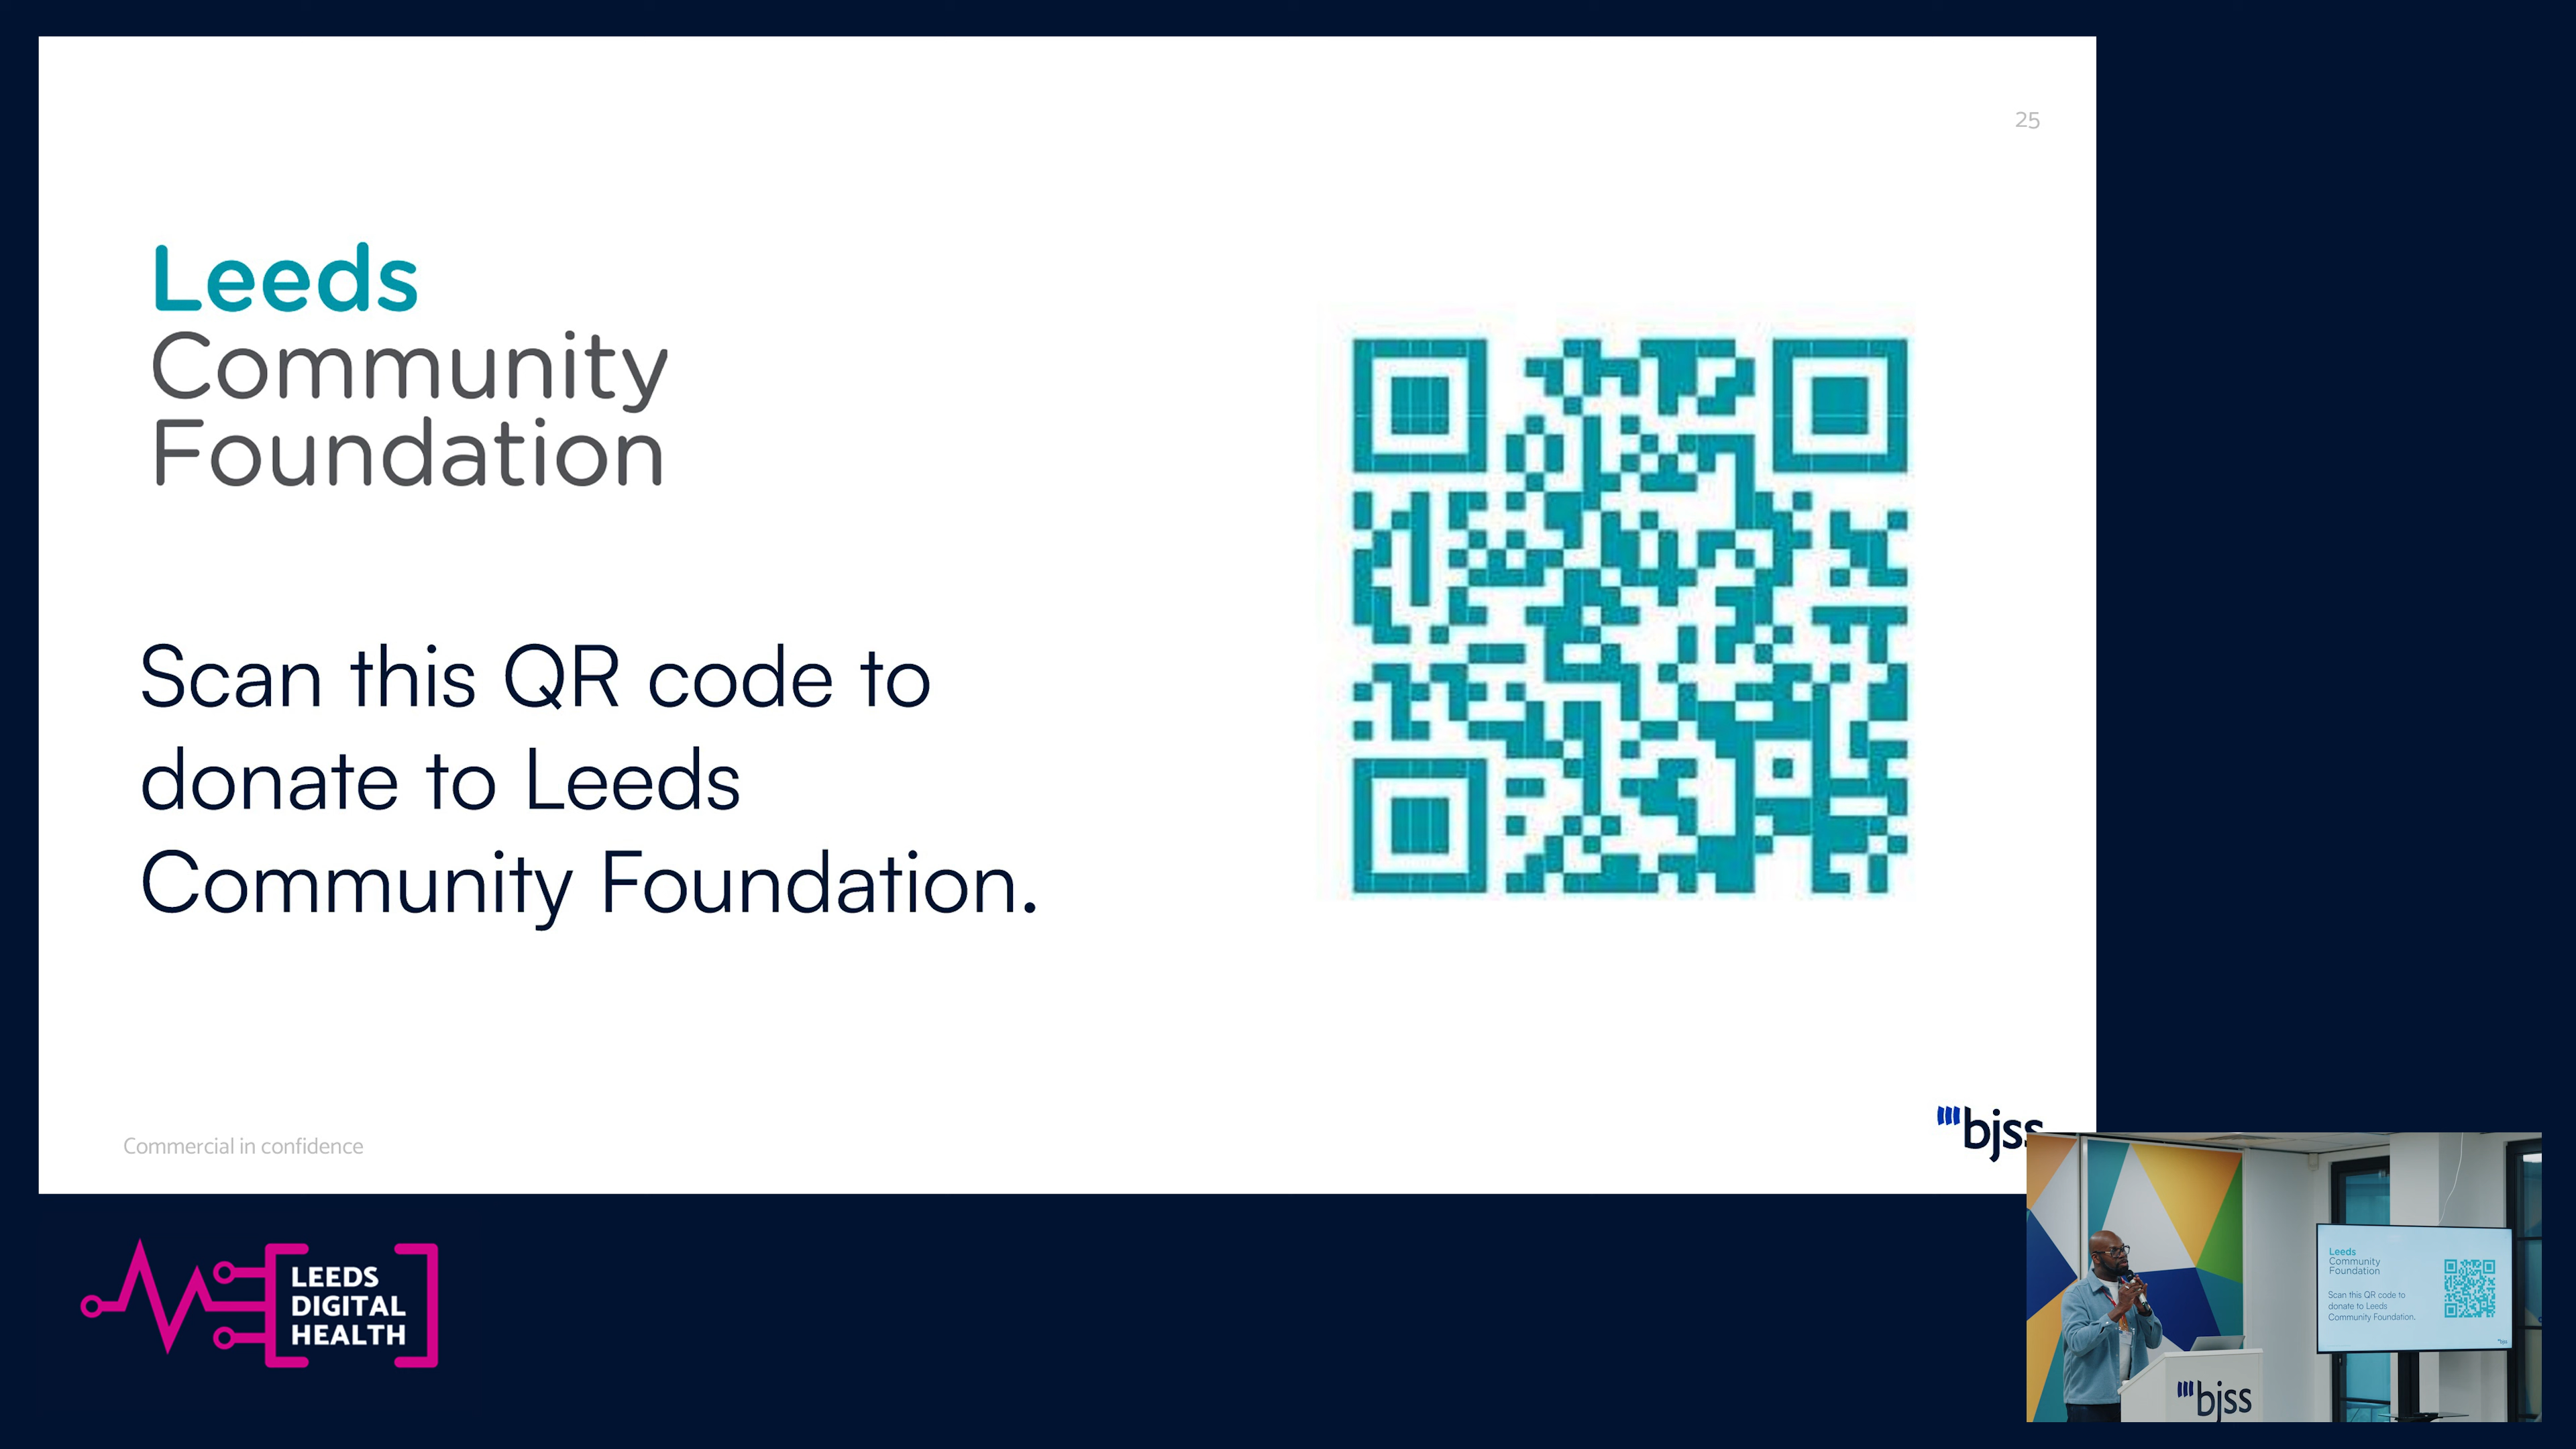 25
Leeds
Community
Foundation
Scan this QR code to
donate to Leeds
Community Foundation.
Commercial in confidence
bjss
LEEDS
DIGITAL
HEALTH
Leeds
Community
Foundation
Scan this QR code to
donate to Leeds
Community Foundation.
bjss
bjss